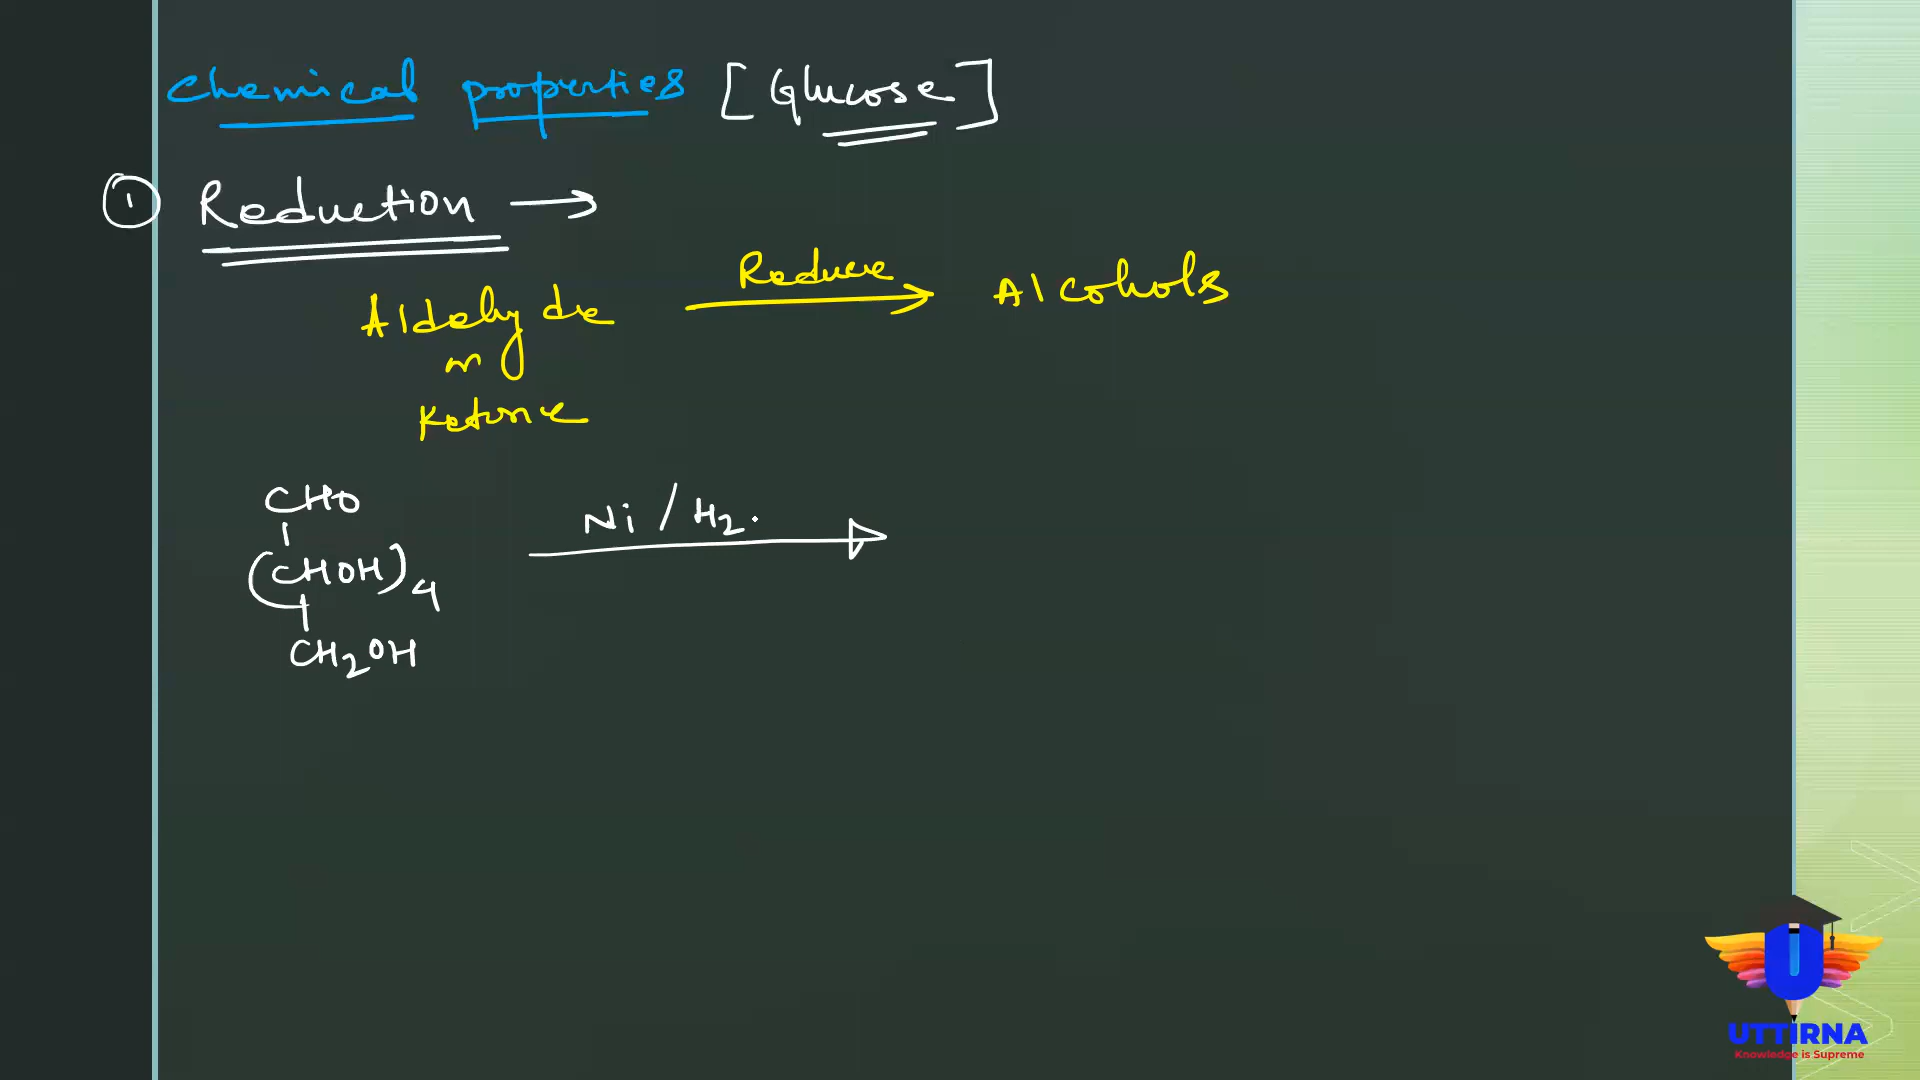 Chemical properties [Glucose]
① Reduction →
Reduce
Aldehyde → Alcohols
or
Ketone
CHO
Ni / H2
(CHOH)4
CH2OH
UTTIRNA
Knowledge is Supreme